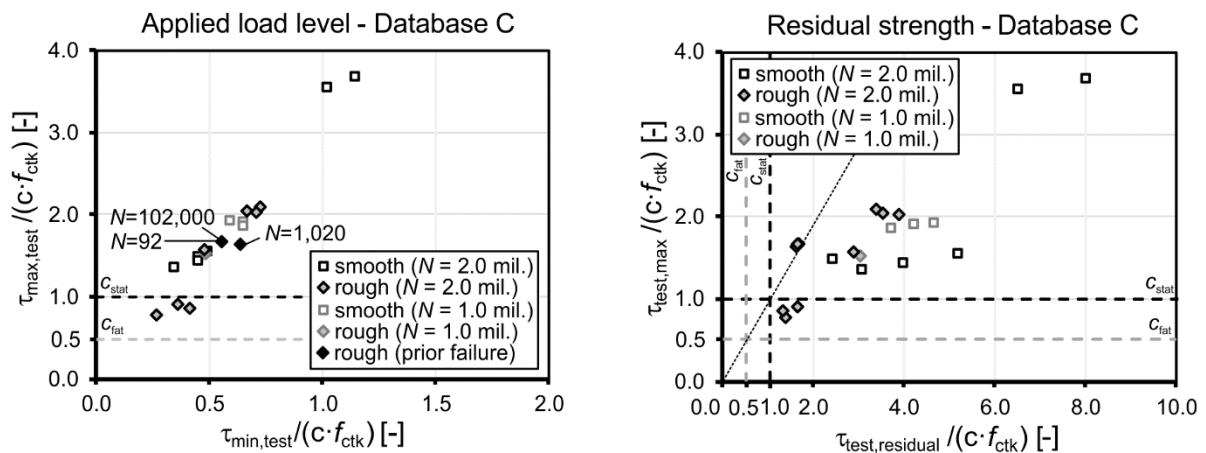 Applied load level - Database C
4.0
3.0
2.0
1.0
0.5
0.0
τmax,test/(c·fctk) [-]
N=102,000
N=92
N=1,020
cstat
cfat
smooth (N = 2.0 mil.)
rough (N = 2.0 mil.)
smooth (N = 1.0 mil.)
rough (N = 1.0 mil.)
rough (prior failure)
0.0 0.5 1.0 1.5 2.0
τmin,test/(c·fctk) [-]
Residual strength - Database C
4.0
3.0
2.0
1.0
0.5
0.0
τtest,max/(c·fctk) [-]
smooth (N = 2.0 mil.)
rough (N = 2.0 mil.)
smooth (N = 1.0 mil.)
rough (N = 1.0 mil.)
cfat
cstat
cstat
cfat
0.0 0.5 1.0 2.0 4.0 6.0 8.0 10.0
τtest,residual /(c·fctk) [-]